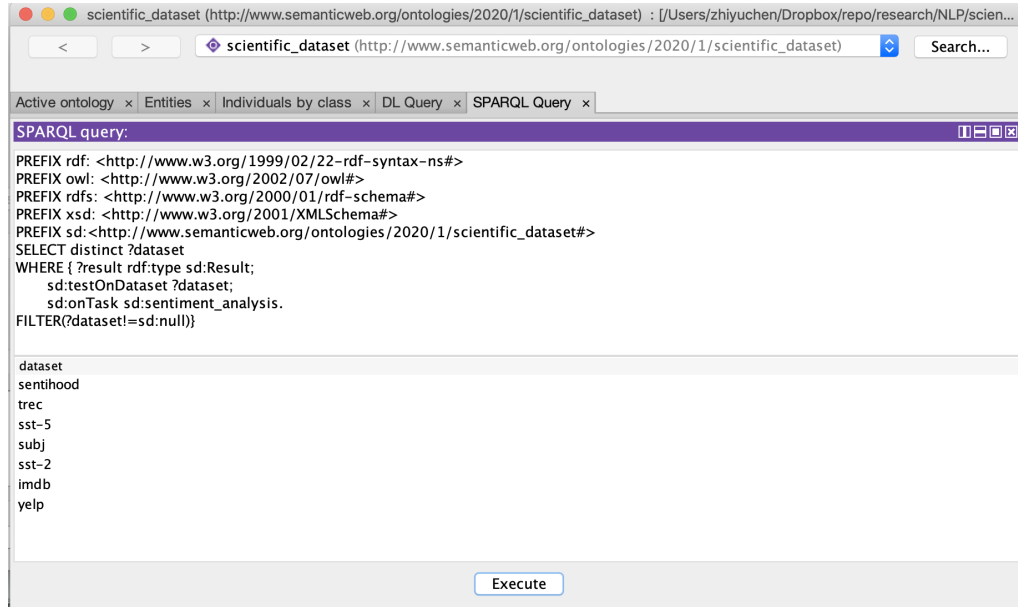 scientific_dataset (http://www.semanticweb.org/ontologies/2020/1/scientific_dataset) : [/Users/zhiyuchen/Dropbox/repo/research/NLP/scien...
< > scientific_dataset (http://www.semanticweb.org/ontologies/2020/1/scientific_dataset) Search...
Active ontology × Entities × Individuals by class × DL Query × SPARQL Query ×
SPARQL query:
PREFIX rdf: <http://www.w3.org/1999/02/22-rdf-syntax-ns#>
PREFIX owl: <http://www.w3.org/2002/07/owl#>
PREFIX rdfs: <http://www.w3.org/2000/01/rdf-schema#>
PREFIX xsd: <http://www.w3.org/2001/XMLSchema#>
PREFIX sd:<http://www.semanticweb.org/ontologies/2020/1/scientific_dataset#>
SELECT distinct ?dataset
WHERE { ?result rdf:type sd:Result;
sd:testOnDataset ?dataset;
sd:onTask sd:sentiment_analysis.
FILTER(?dataset!=sd:null)}
dataset
sentihood
trec
sst-5
subj
sst-2
imdb
yelp
Execute